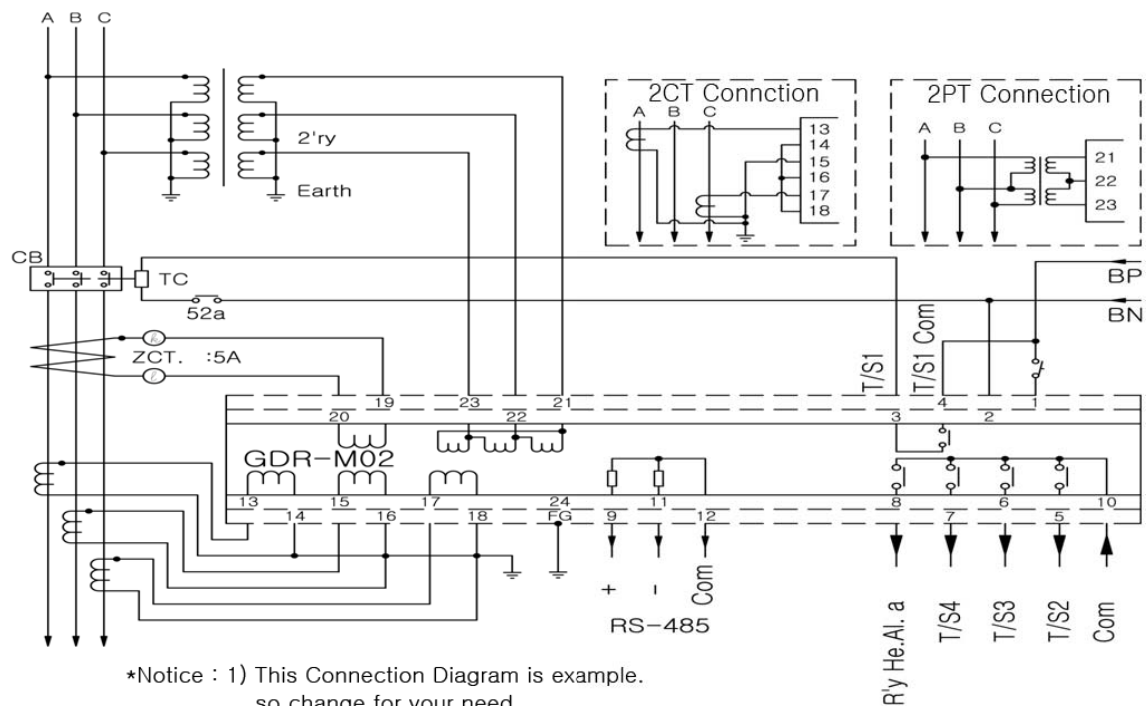 A B C
2'ry
Earth
2CT Connction
A B C
13
14
15
16
17
18
2PT Connection
A B C
21
22
23
CB
TC
52a
BP
BN
ZCT. :5A
k
l
T/S1
T/S1 Com
20 19 23 22 21 3 4 2 1
GDR-M02
13 14 15 16 17 18 24 9 11 12 8 7 6 5 10
FG
+
-
Com
RS-485
R'y He.Al. a
T/S4
T/S3
T/S2
Com
*Notice : 1) This Connection Diagram is example.
so change for your need